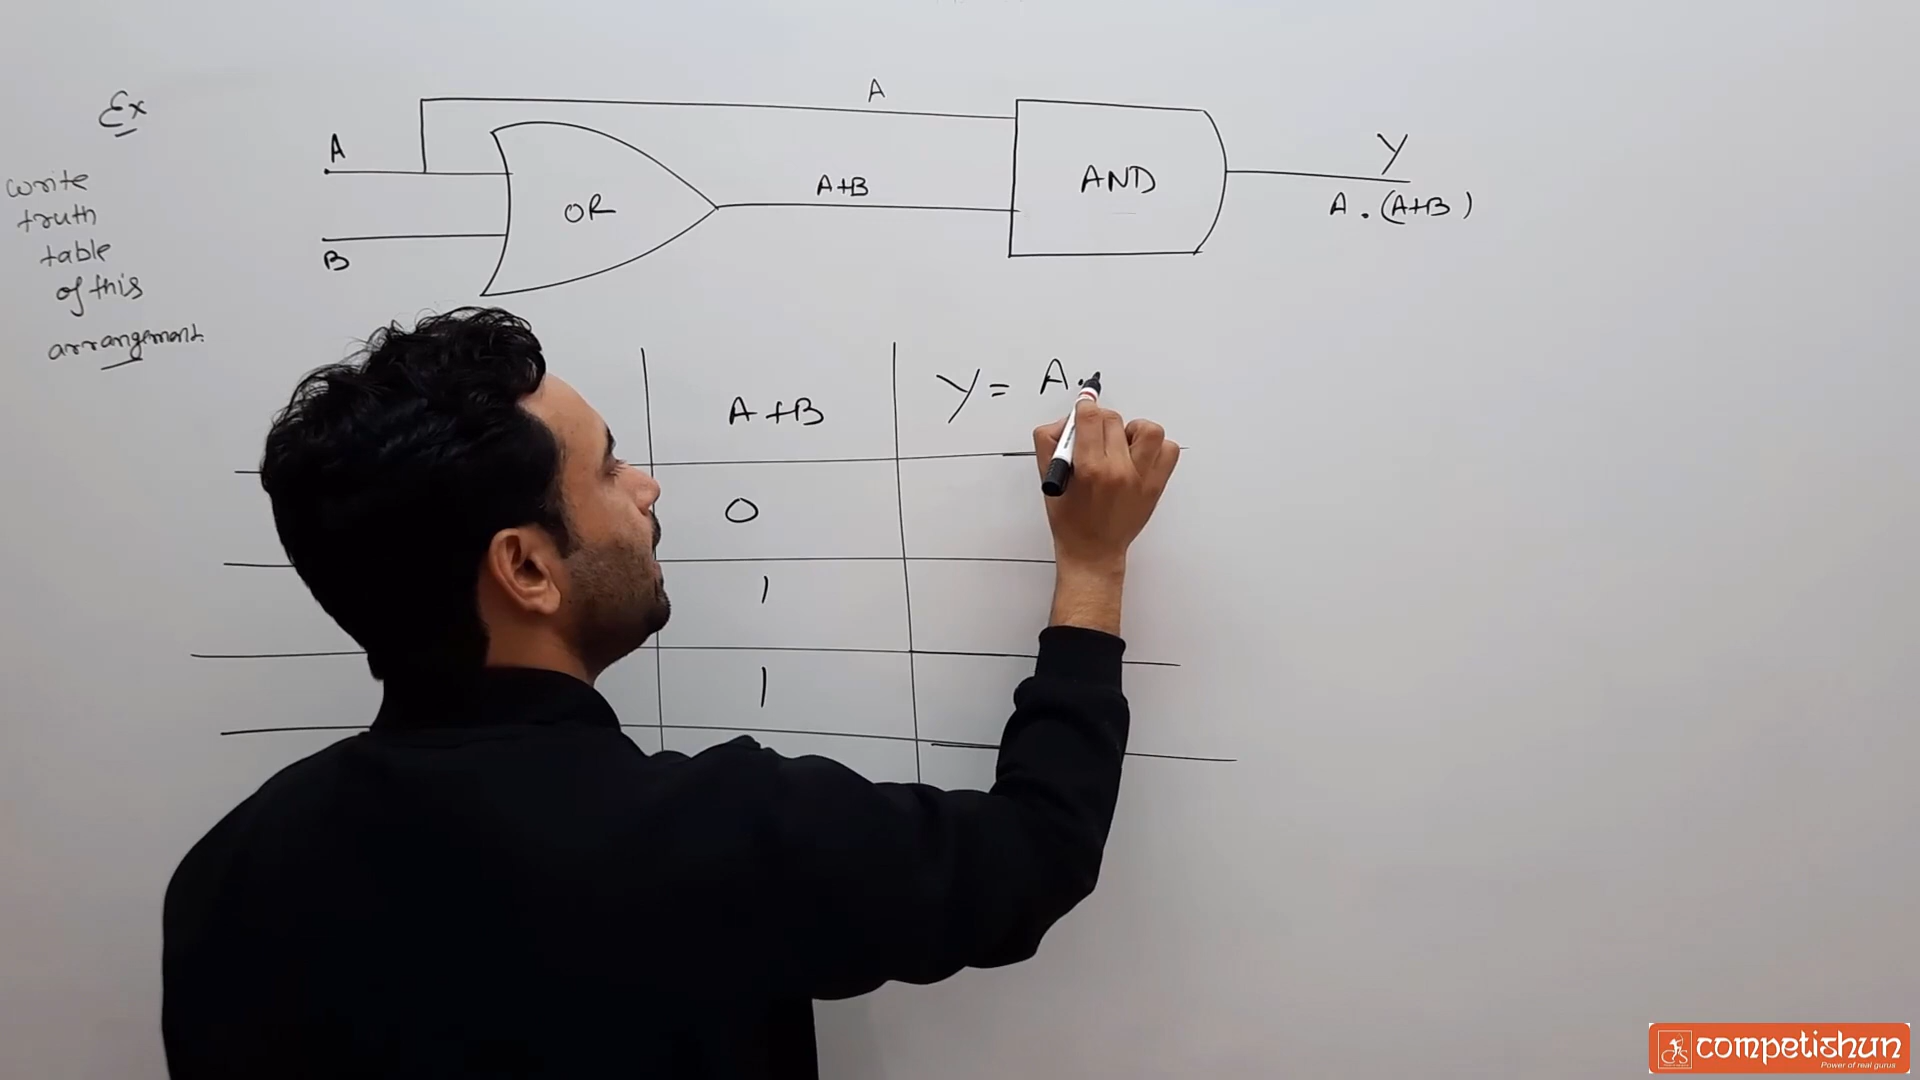 Ex
write
truth
table
of this
arrangement.
A
B
OR
A
A+B
AND
Y
A . (A+B)
A+B
Y = A.
0
1
1
competishun
Power of real gurus